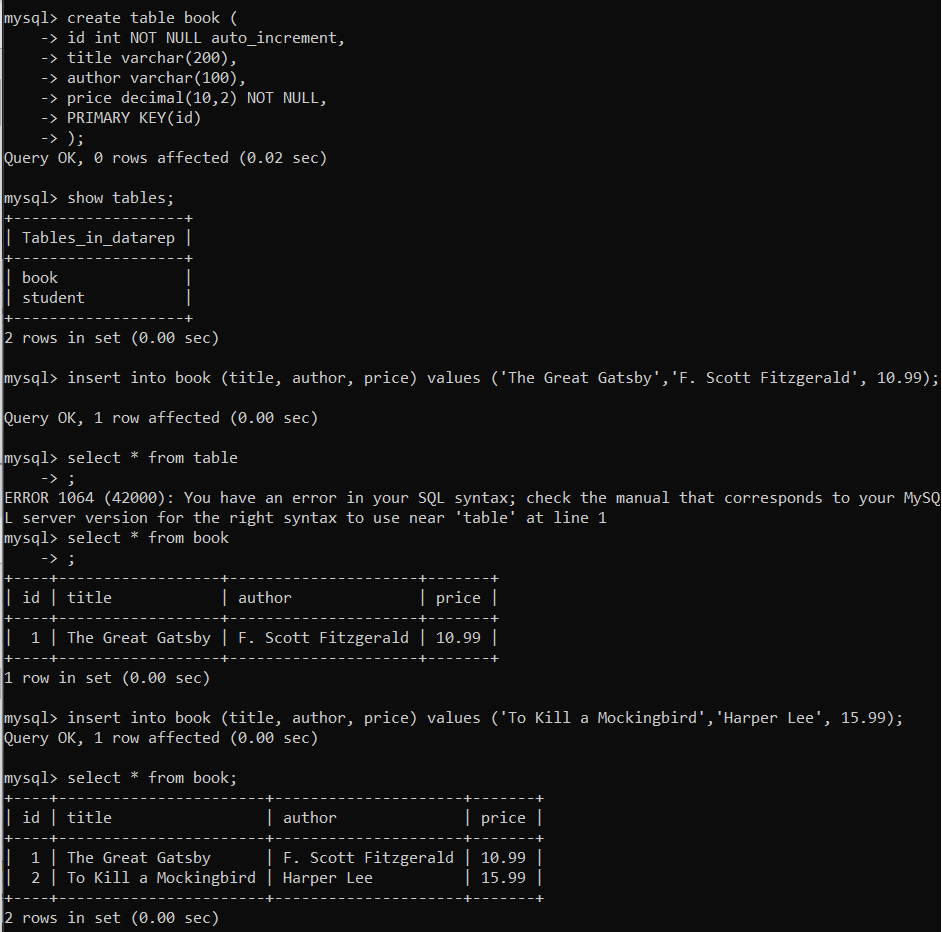 mysql> create table book (
    -> id int NOT NULL auto_increment,
    -> title varchar(200),
    -> author varchar(100),
    -> price decimal(10,2) NOT NULL,
    -> PRIMARY KEY(id)
    -> );
Query OK, 0 rows affected (0.02 sec)

mysql> show tables;
+-------------------+
| Tables_in_datarep |
+-------------------+
| book              |
| student           |
+-------------------+
2 rows in set (0.00 sec)

mysql> insert into book (title, author, price) values ('The Great Gatsby','F. Scott Fitzgerald', 10.99);

Query OK, 1 row affected (0.00 sec)

mysql> select * from table
    -> ;
ERROR 1064 (42000): You have an error in your SQL syntax; check the manual that corresponds to your MySQ
L server version for the right syntax to use near 'table' at line 1
mysql> select * from book
    -> ;
+----+------------------+---------------------+-------+
| id | title            | author              | price |
+----+------------------+---------------------+-------+
|  1 | The Great Gatsby | F. Scott Fitzgerald | 10.99 |
+----+------------------+---------------------+-------+
1 row in set (0.00 sec)

mysql> insert into book (title, author, price) values ('To Kill a Mockingbird','Harper Lee', 15.99);
Query OK, 1 row affected (0.00 sec)

mysql> select * from book;
+----+-----------------------+---------------------+-------+
| id | title                 | author              | price |
+----+-----------------------+---------------------+-------+
|  1 | The Great Gatsby      | F. Scott Fitzgerald | 10.99 |
|  2 | To Kill a Mockingbird | Harper Lee          | 15.99 |
+----+-----------------------+---------------------+-------+
2 rows in set (0.00 sec)